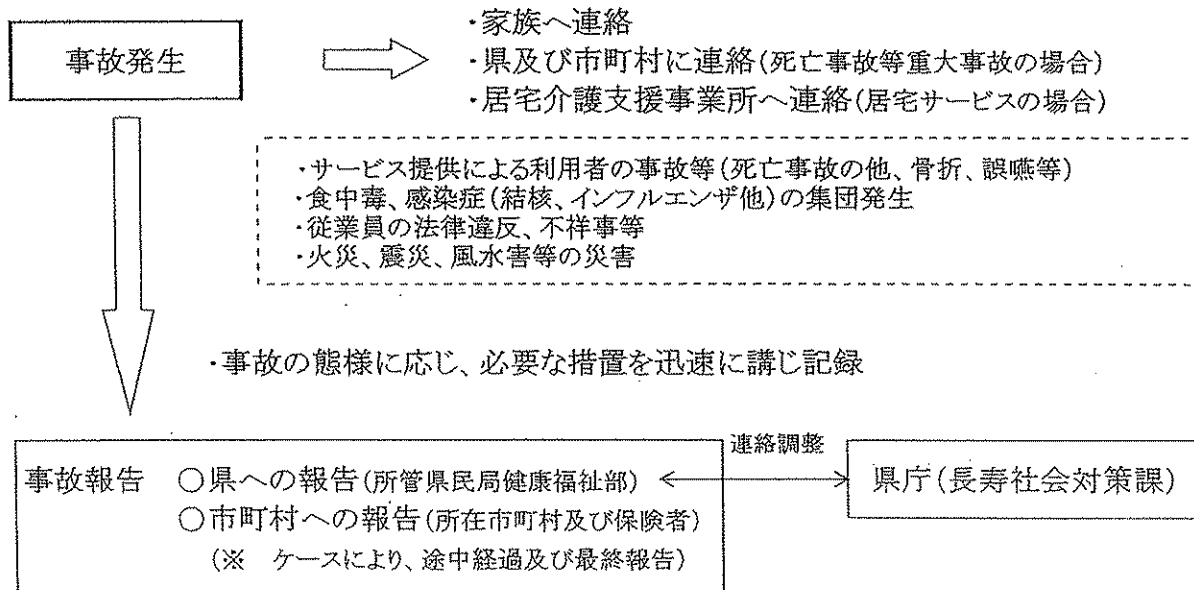 事故発生
・家族へ連絡
・県及び市町村に連絡(死亡事故等重大事故の場合)
・居宅介護支援事業所へ連絡(居宅サービスの場合)
・サービス提供による利用者の事故等(死亡事故の他、骨折、誤嚥等)
・食中毒、感染症(結核、インフルエンザ他)の集団発生
・従業員の法律違反、不祥事等
・火災、震災、風水害等の災害
・事故の態様に応じ、必要な措置を迅速に講じ記録
事故報告 ○県への報告(所管県民局健康福祉部)
○市町村への報告(所在市町村及び保険者)
(※ ケースにより、途中経過及び最終報告)
連絡調整
県庁(長寿社会対策課)